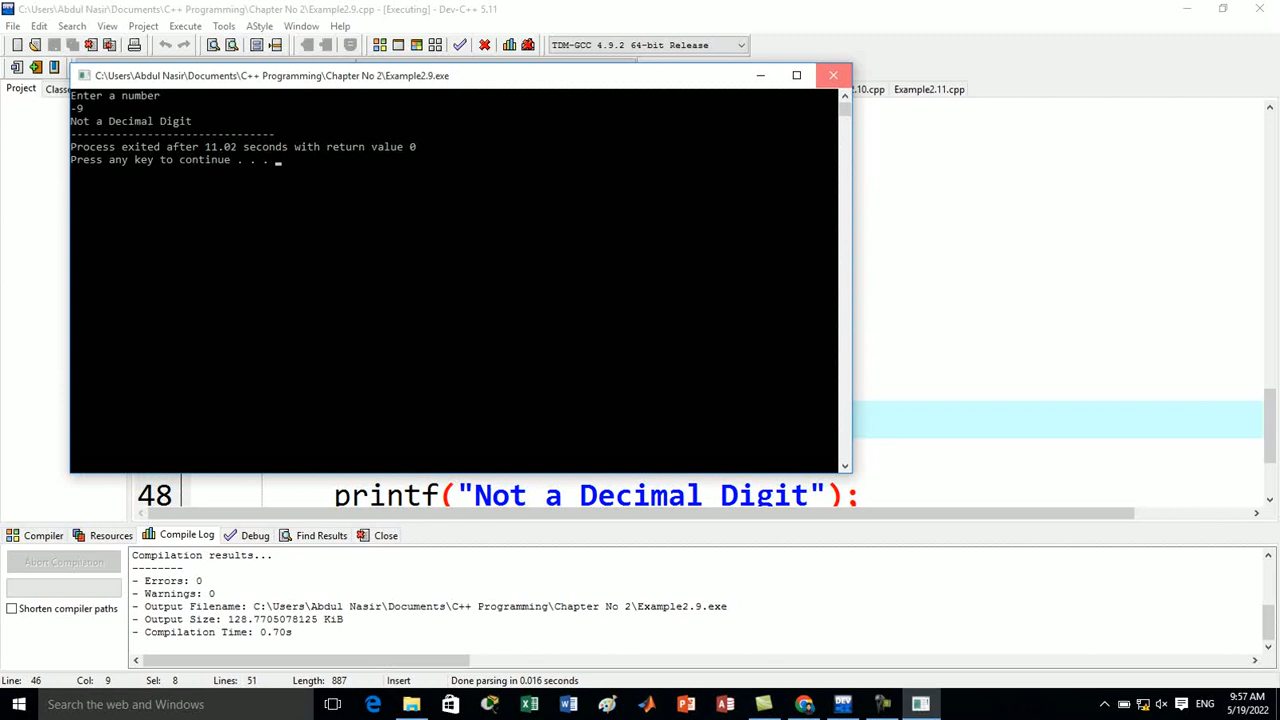 C:\Users\Abdul Nasir\Documents\C++ Programming\Chapter No 2\Example2.9.cpp - [Executing] - Dev-C++ 5.11
File Edit Search View Project Execute Tools AStyle Window Help
TDM-GCC 4.9.2 64-bit Release
C:\Users\Abdul Nasir\Documents\C++ Programming\Chapter No 2\Example2.9.exe
Project Classe 2.10.cpp Example2.11.cpp
Enter a number
-9
Not a Decimal Digit
--------------------------------
Process exited after 11.02 seconds with return value 0
Press any key to continue . . . _
48 printf("Not a Decimal Digit");
Compiler Resources Compile Log Debug Find Results Close
Compilation results...
--------
Abort Compilation
- Errors: 0
- Warnings: 0
- Output Filename: C:\Users\Abdul Nasir\Documents\C++ Programming\Chapter No 2\Example2.9.exe
Shorten compiler paths
- Output Size: 128.7705078125 KiB
- Compilation Time: 0.70s
Line: 46 Col: 9 Sel: 8 Lines: 51 Length: 887 Insert Done parsing in 0.016 seconds
Search the web and Windows
ENG
9:57 AM
5/19/2022